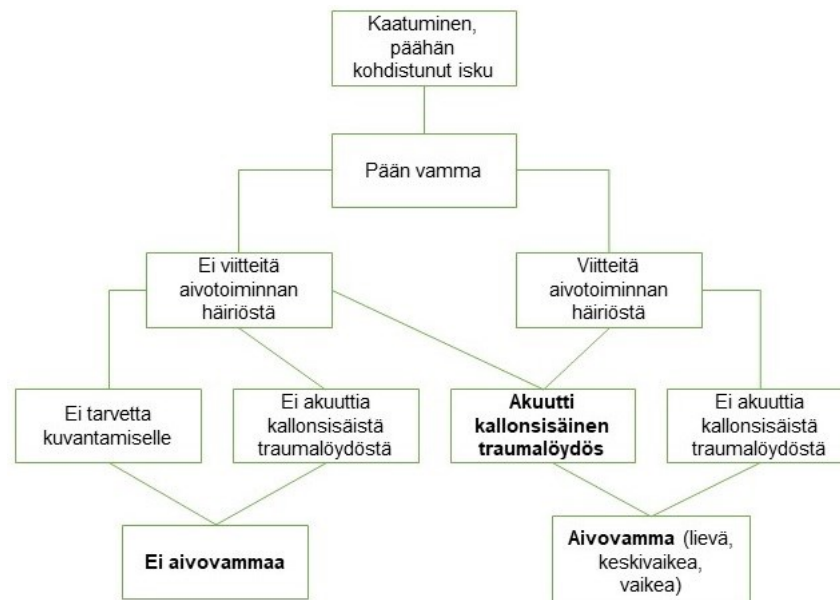 Kaatuminen,
päähän
kohdistunut isku
Pään vamma
Ei viitteitä
aivotoiminnan
häiriöstä
Viitteitä
aivotoiminnan
häiriöstä
Ei tarvetta
kuvantamiselle
Ei akuuttia
kallonsisäistä
traumalöydöstä
Akuutti
kallonsisäinen
traumalöydös
Ei akuuttia
kallonsisäistä
traumalöydöstä
Ei aivovammaa
Aivovamma (lievä,
keskivaikea,
vaikea)